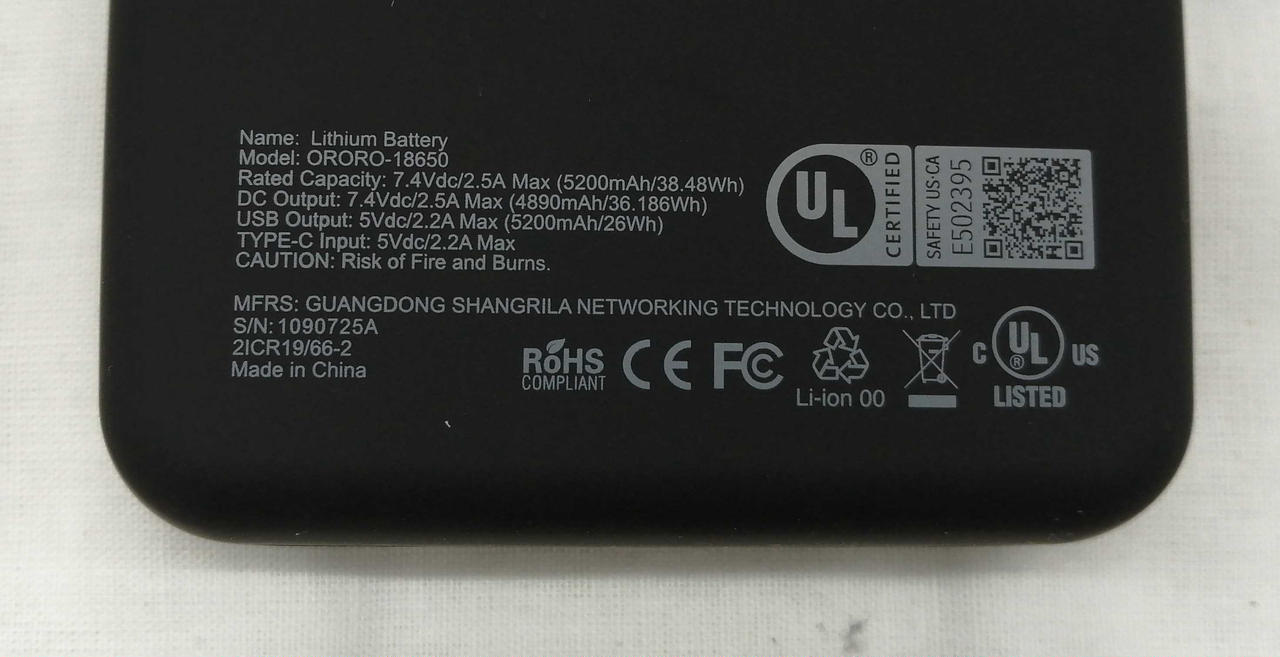 Name: Lithium Battery
Model: ORORO-18650
Rated Capacity: 7.4Vdc/2.5A Max (5200mAh/38.48Wh)
DC Output: 7.4Vdc/2.5A Max (4890mAh/36.186Wh)
USB Output: 5Vdc/2.2A Max (5200mAh/26Wh)
TYPE-C Input: 5Vdc/2.2A Max
CAUTION: Risk of Fire and Burns.
UL ®
CERTIFIED
SAFETY US·CA
E502395
MFRS: GUANGDONG SHANGRILA NETWORKING TECHNOLOGY CO., LTD
S/N: 1090725A
2ICR19/66-2
Made in China
RoHS
COMPLIANT
CE
FC
Li-ion 00
C UL ® US
LISTED